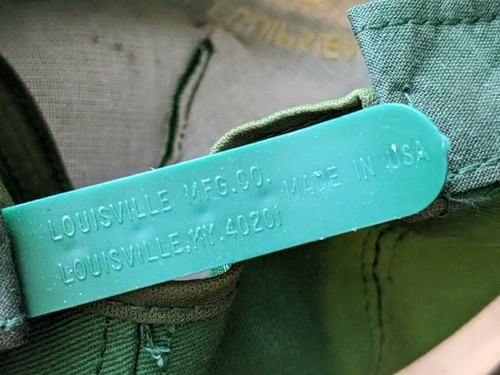 LOUISVILLE MFG.CO. MADE IN USA
LOUISVILLE,KY.40201